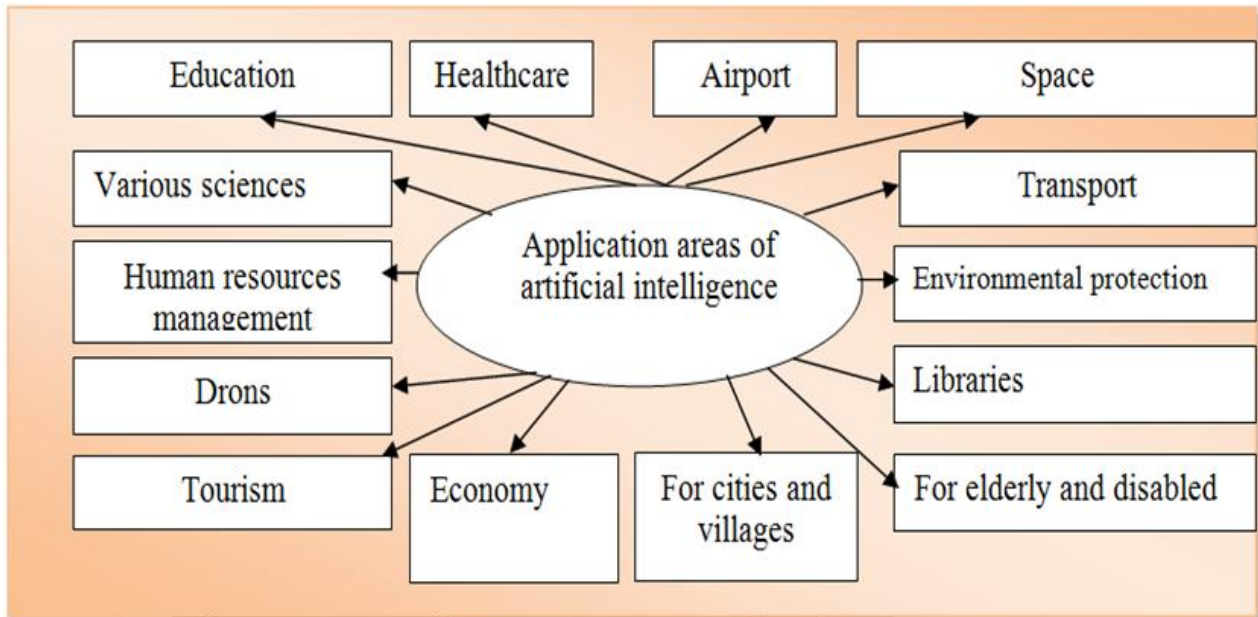 Education
Healthcare
Airport
Space
Various sciences
Transport
Application areas of
artificial intelligence
Human resources
management
Environmental protection
Drons
Libraries
Tourism
Economy
For cities and
villages
For elderly and disabled